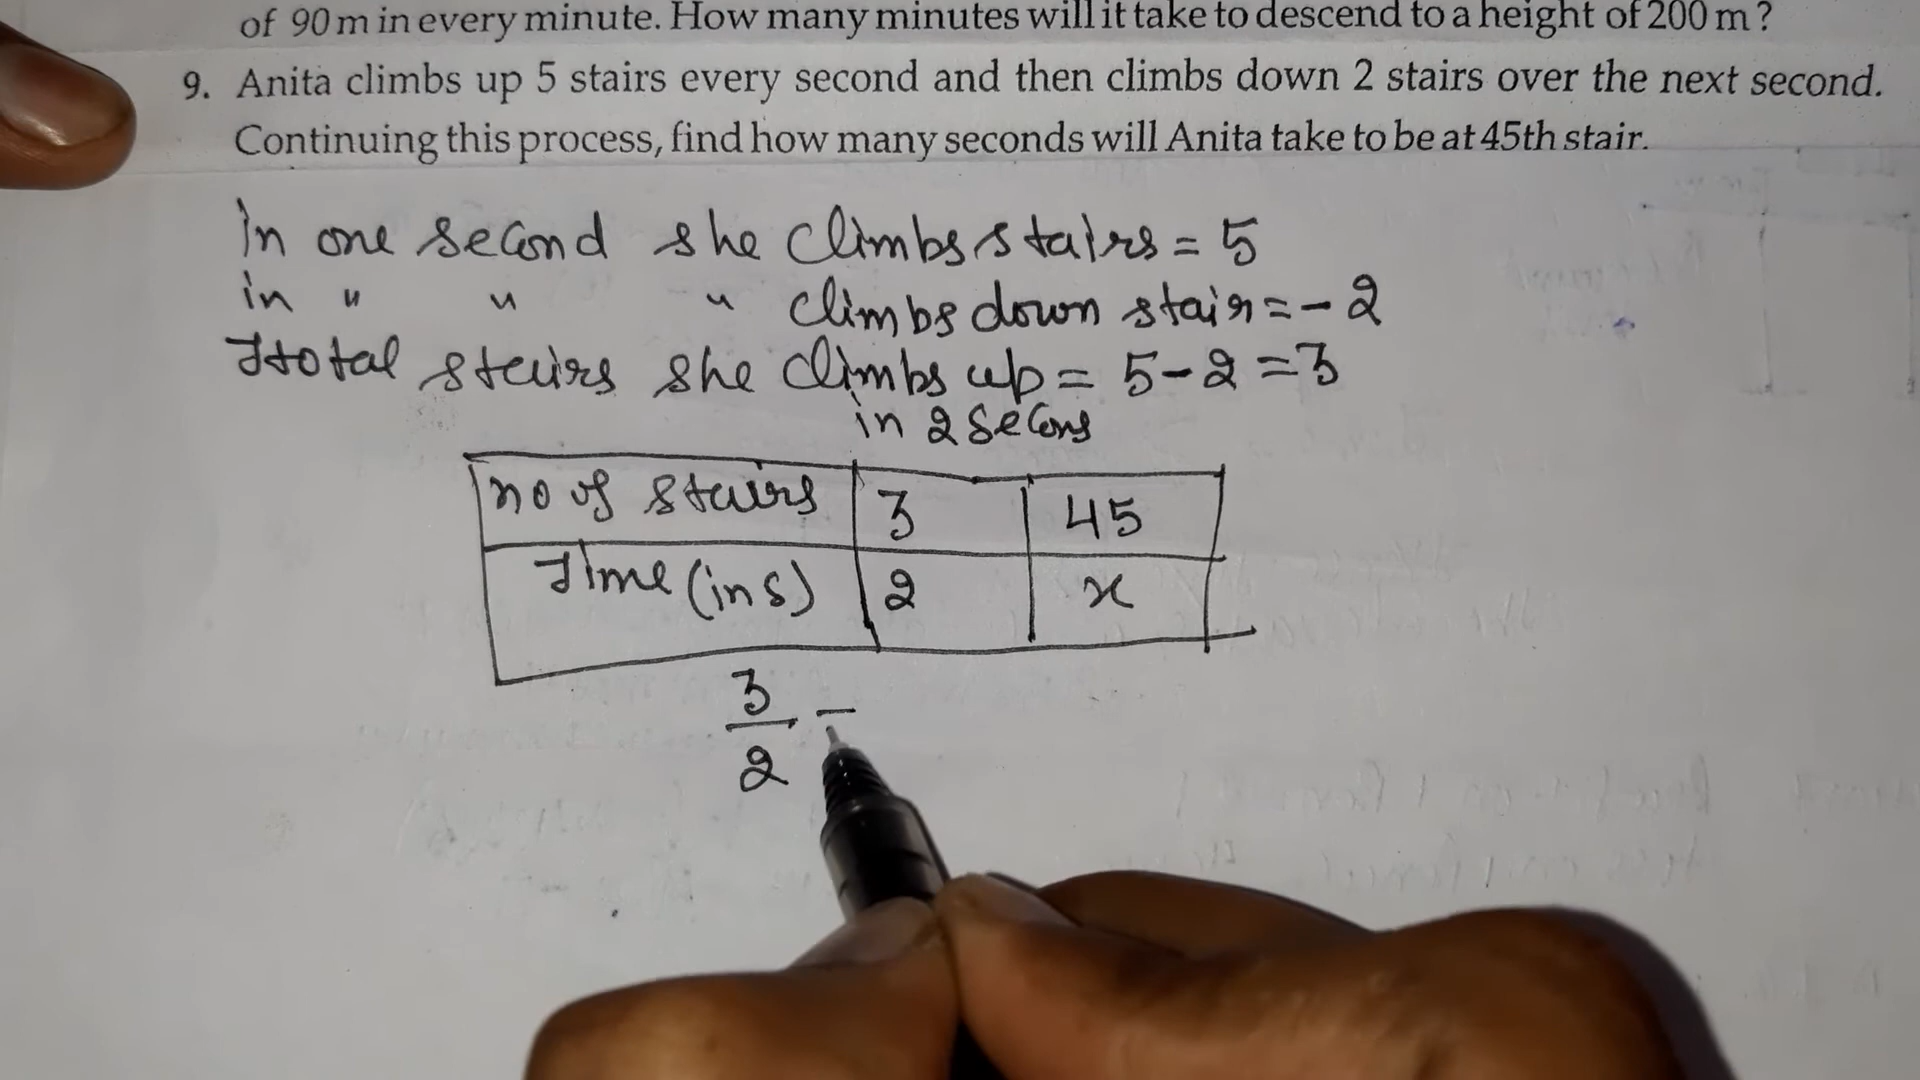 of 90 m in every minute. How many minutes will it take to descend to a height of 200 m?
9. Anita climbs up 5 stairs every second and then climbs down 2 stairs over the next second.
Continuing this process, find how many seconds will Anita take to be at 45th stair.
In one second she climbs stairs = 5
in " " " climbs down stair = - 2
Ttotal stairs she climbs up = 5 - 2 = 3
in 2 secons
no of stairs 3 45
Time (in s) 2 x
3
2 =